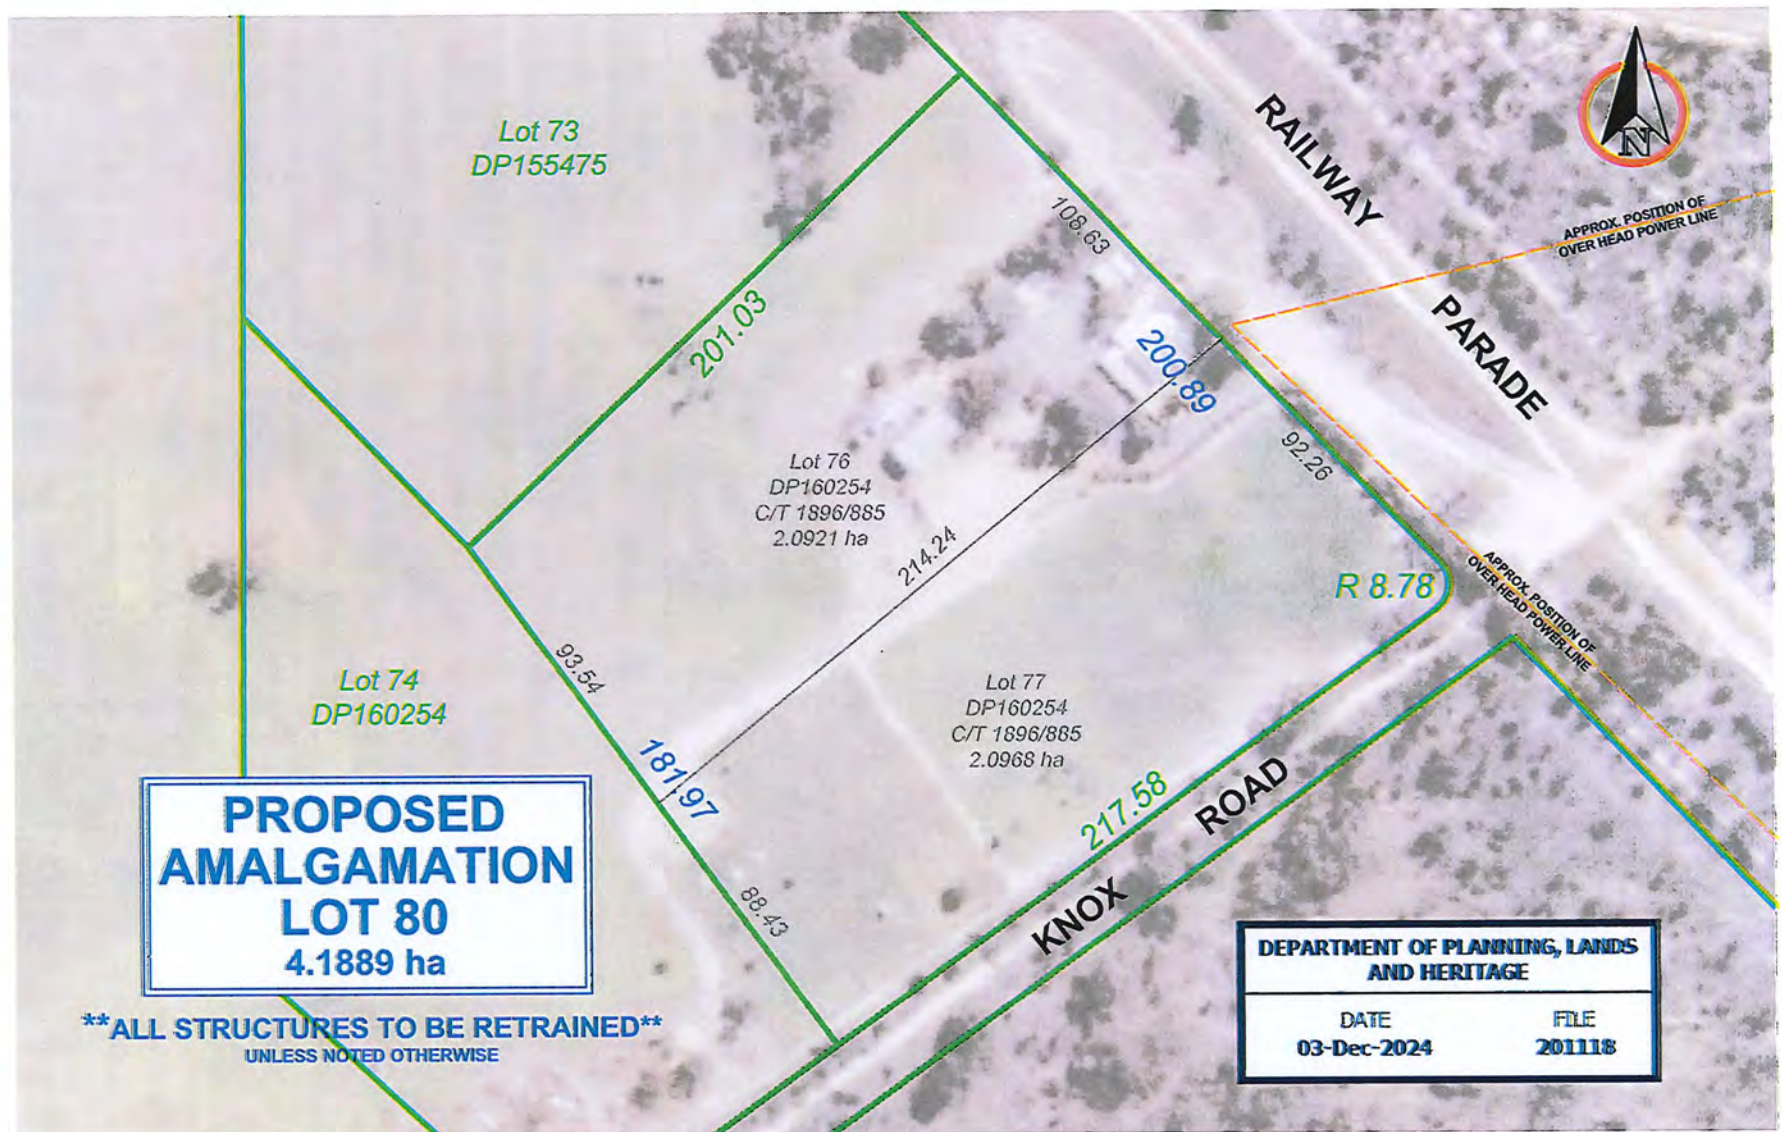 Lot 73
DP155475
RAILWAY
PARADE
N
APPROX. POSITION OF
OVER HEAD POWER LINE
108.63
201.03
200.89
92.26
Lot 76
DP160254
C/T 1896/885
2.0921 ha
214.24
R 8.78
APPROX. POSITION OF
OVER HEAD POWER LINE
93.54
Lot 74
DP160254
Lot 77
DP160254
C/T 1896/885
2.0968 ha
181.97
217.58
KNOX
ROAD
88.43
PROPOSED
AMALGAMATION
LOT 80
4.1889 ha
**ALL STRUCTURES TO BE RETRAINED**
UNLESS NOTED OTHERWISE
DEPARTMENT OF PLANNING, LANDS
AND HERITAGE
DATE
FILE
03-Dec-2024
201118